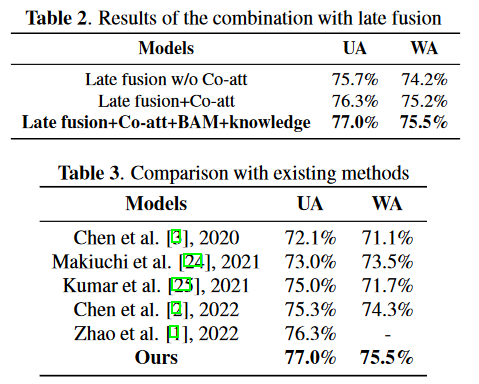 Table 2. Results of the combination with late fusion
Models UA WA
Late fusion w/o Co-att 75.7% 74.2%
Late fusion+Co-att 76.3% 75.2%
Late fusion+Co-att+BAM+knowledge 77.0% 75.5%
Table 3. Comparison with existing methods
Models UA WA
Chen et al. [3], 2020 72.1% 71.1%
Makiuchi et al. [24], 2021 73.0% 73.5%
Kumar et al. [25], 2021 75.0% 71.7%
Chen et al. [2], 2022 75.3% 74.3%
Zhao et al. [1], 2022 76.3% -
Ours 77.0% 75.5%